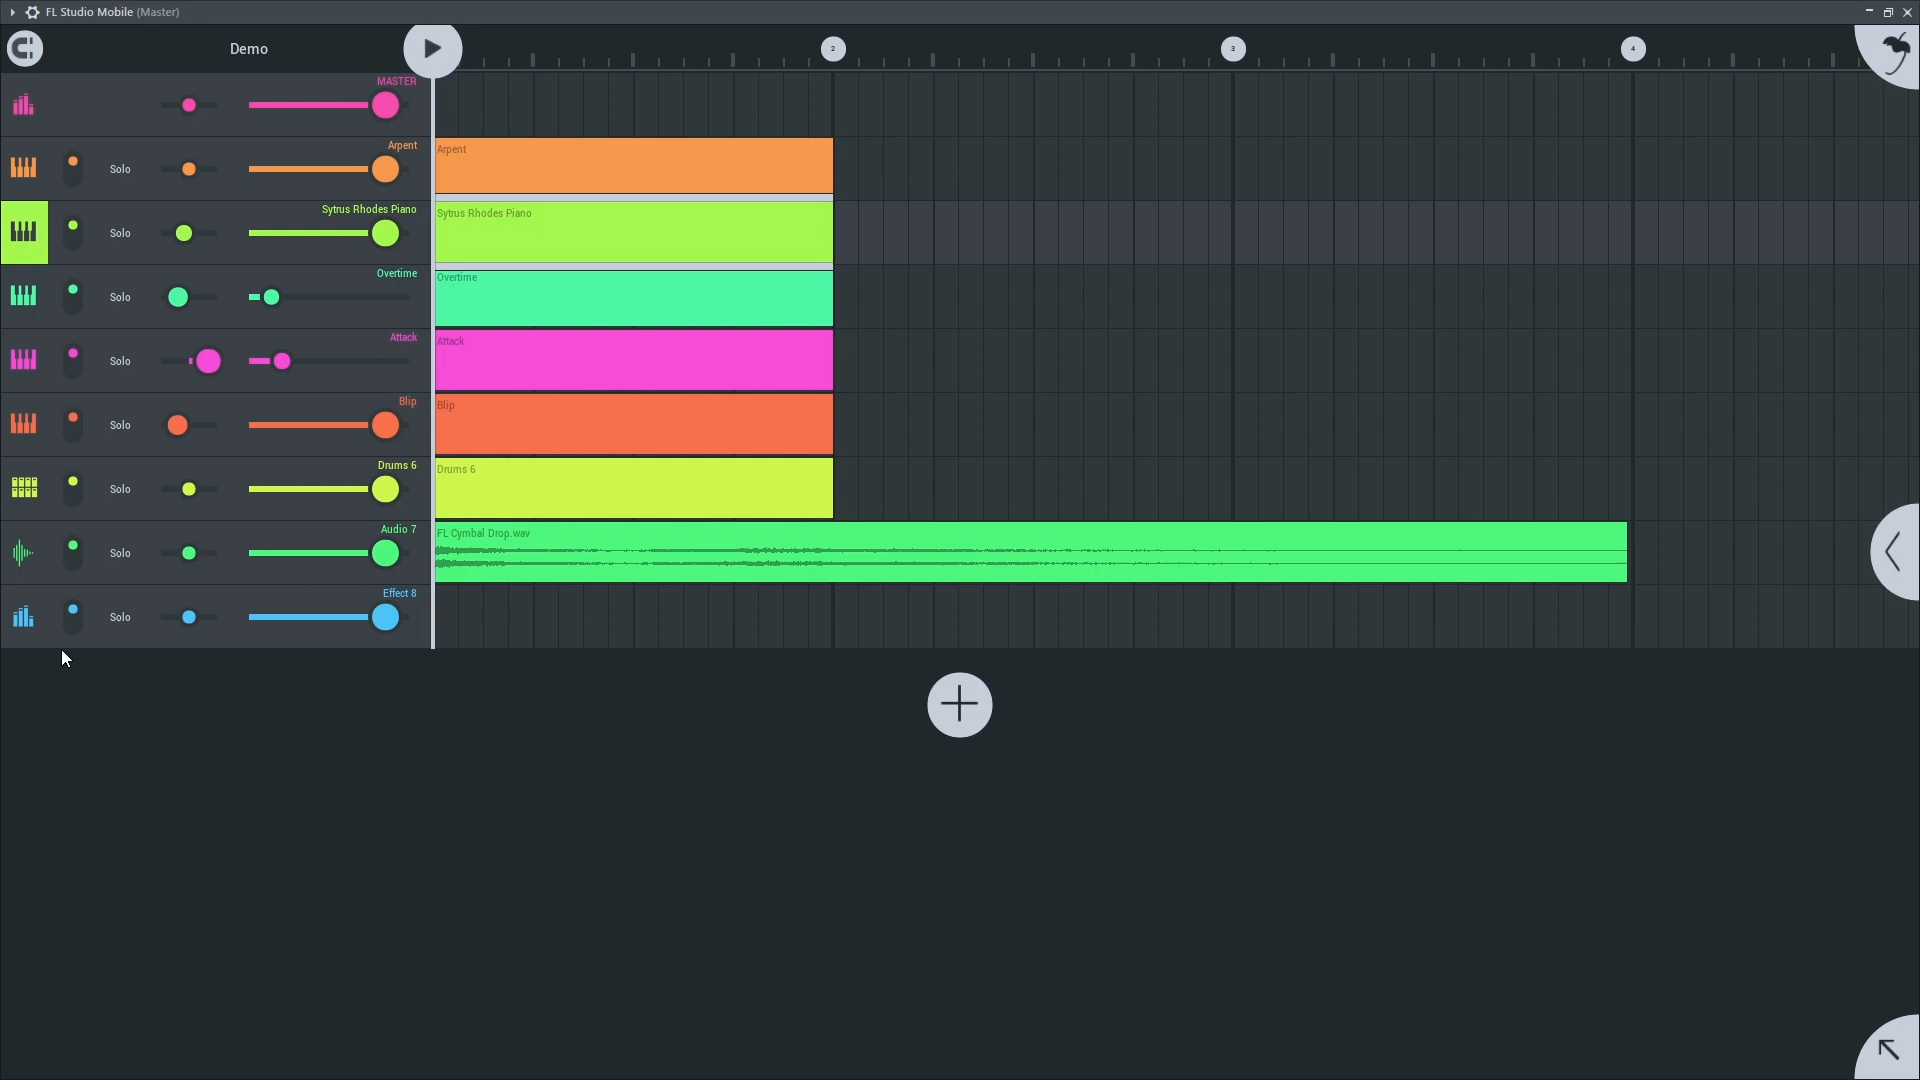 FL Studio Mobile (Master)
Demo
2
3
4
MASTER
Arpent
Solo
Arpent
Sytrus Rhodes Piano
Solo
Sytrus Rhodes Piano
Overtime
Solo
Overtime
Attack
Solo
Attack
Blip
Solo
Blip
Drums 6
Solo
Drums 6
Audio 7
Solo
FL Cymbal Drop.wav
Effect 8
Solo